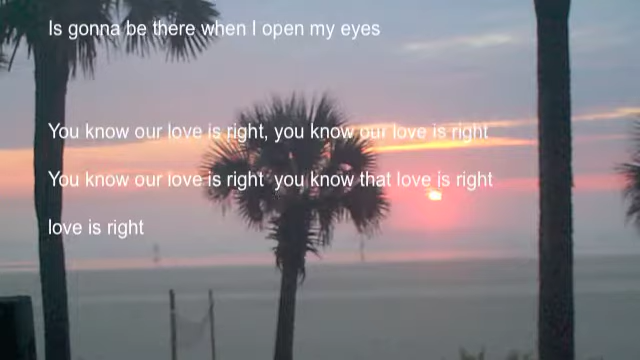 Is gonna be there when I open my eyes
You know our love is right, you know our love is right
You know our love is right  you know that love is right
love is right